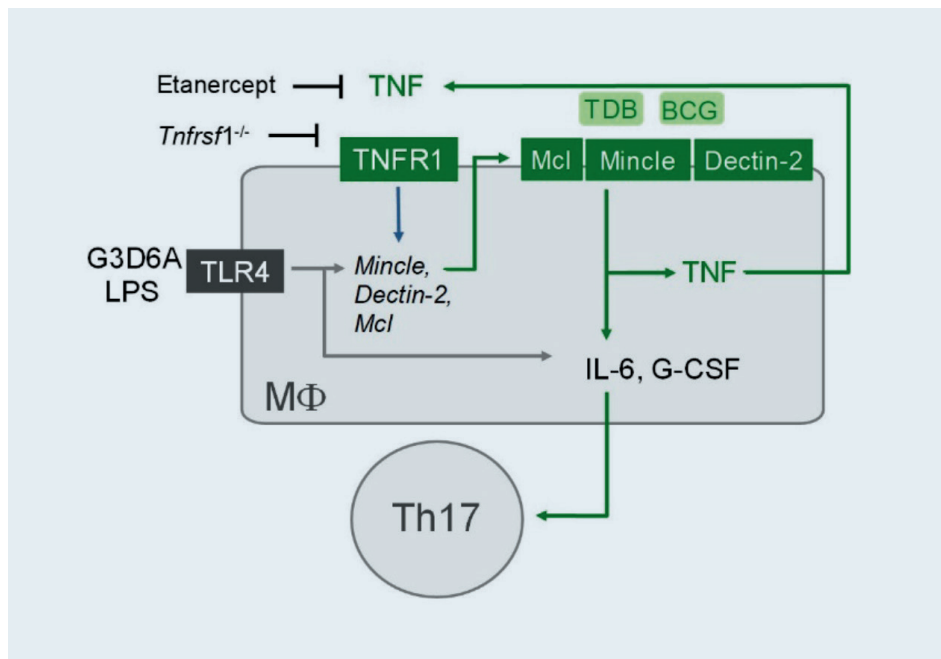 Etanercept
TNF
TDB
BCG
Tnfrsf1-/-
TNFR1
Mcl
Mincle
Dectin-2
G3D6A
LPS
TLR4
Mincle,
Dectin-2,
Mcl
TNF
IL-6, G-CSF
MΦ
Th17